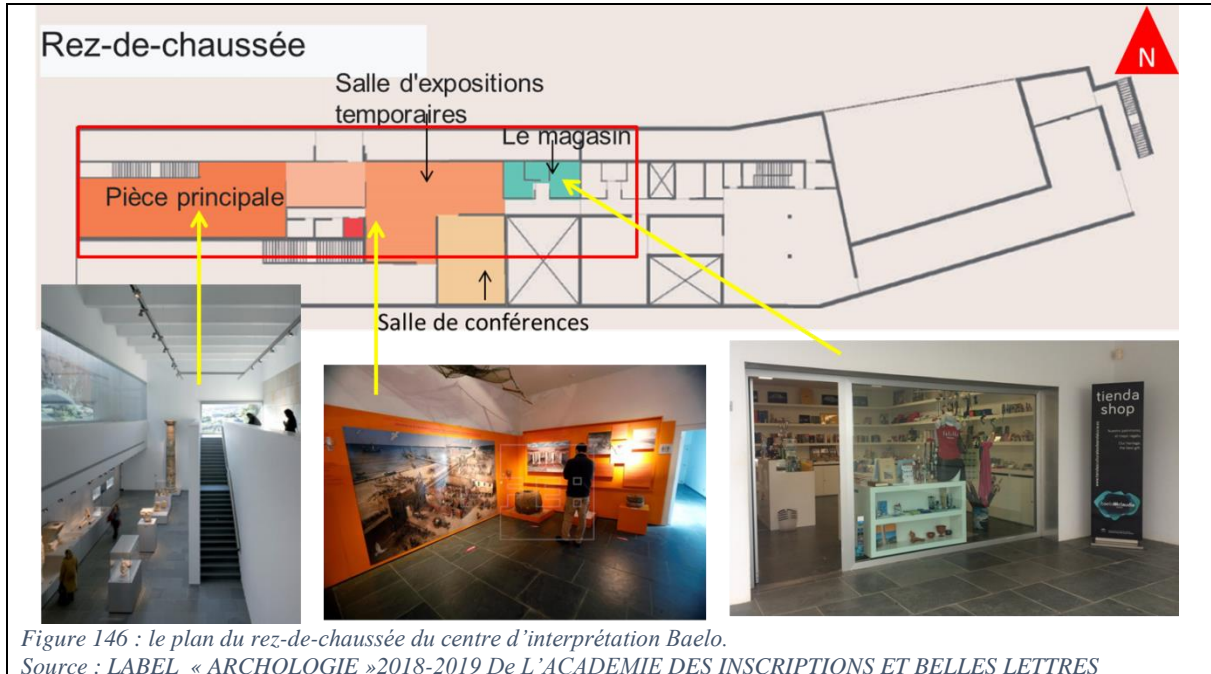 Rez-de-chaussée
N
Salle d'expositions
temporaires
Le magasin
Pièce principale
Salle de conférences
tienda
shop
Figure 146 : le plan du rez-de-chaussée du centre d'interprétation Baelo.
Source : LABEL « ARCHOLOGIE »2018-2019 De L'ACADEMIE DES INSCRIPTIONS ET BELLES LETTRES